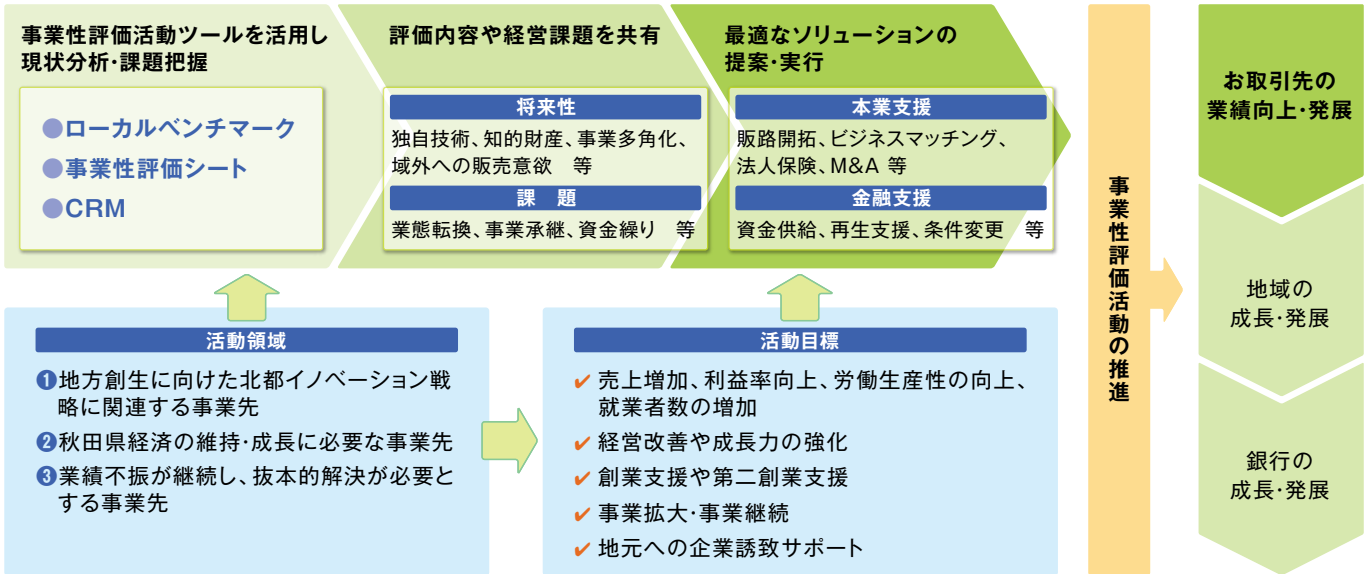 事業性評価活動ツールを活用し
現状分析・課題把握
●ローカルベンチマーク
●事業性評価シート
●CRM
評価内容や経営課題を共有
将来性
独自技術、知的財産、事業多角化、
域外への販売意欲　等
課　題
業態転換、事業承継、資金繰り　等
最適なソリューションの
提案・実行
本業支援
販路開拓、ビジネスマッチング、
法人保険、M&A 等
金融支援
資金供給、再生支援、条件変更　等
活動領域
❶地方創生に向けた北都イノベーション戦
略に関連する事業先
❷秋田県経済の維持・成長に必要な事業先
❸業績不振が継続し、抜本的解決が必要と
する事業先
活動目標
✔ 売上増加、利益率向上、労働生産性の向上、
就業者数の増加
✔ 経営改善や成長力の強化
✔ 創業支援や第二創業支援
✔ 事業拡大・事業継続
✔ 地元への企業誘致サポート
事業性評価活動の推進
お取引先の
業績向上・発展
地域の
成長・発展
銀行の
成長・発展